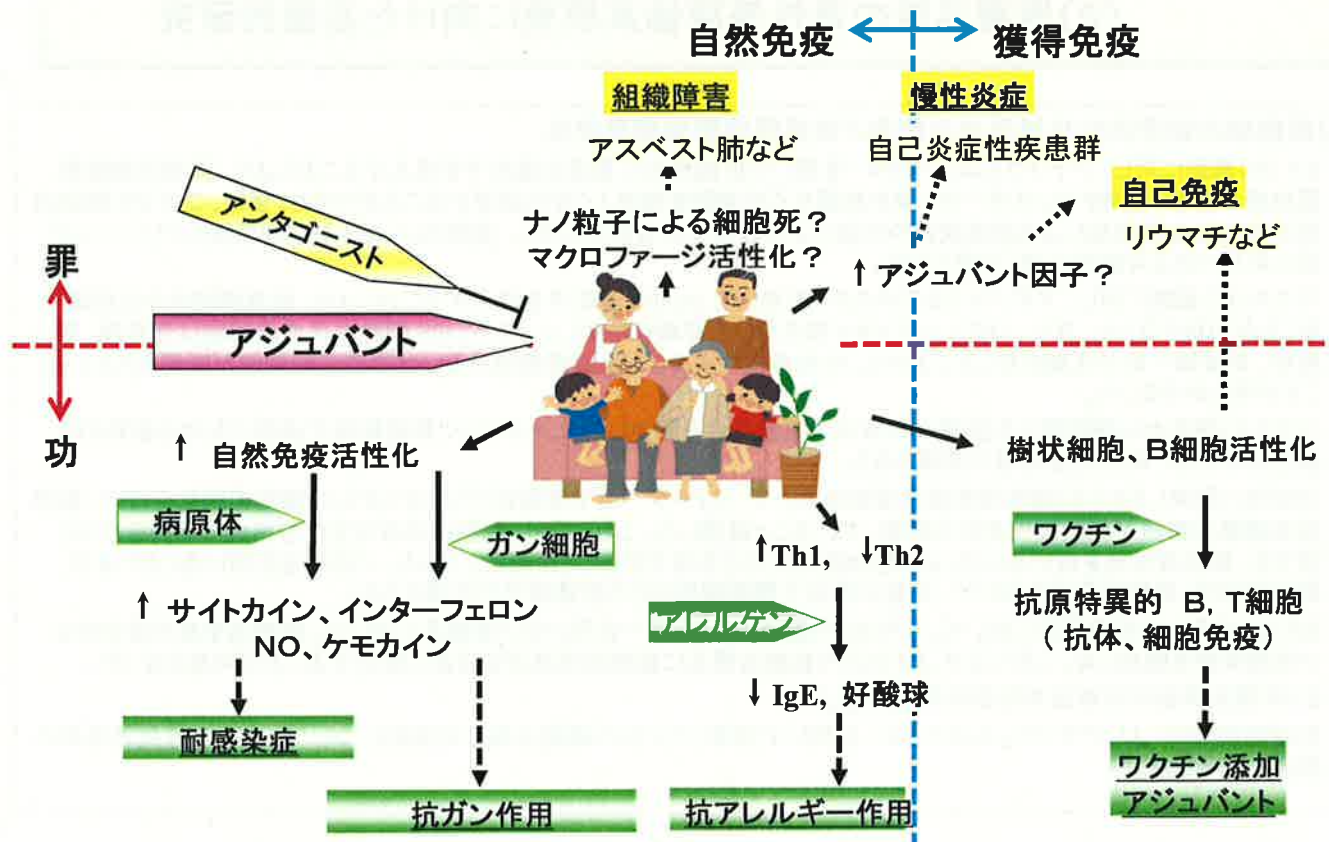 自然免疫 獲得免疫
組織障害
アスベスト肺など
慢性炎症
自己炎症性疾患群
自己免疫
リウマチなど
アンタゴニスト
ナノ粒子による細胞死?
マクロファージ活性化?
↑ アジュバント因子?
罪
アジュバント
功
↑ 自然免疫活性化
樹状細胞、B細胞活性化
病原体
ガン細胞
↑Th1, ↓Th2
ワクチン
↑ サイトカイン、インターフェロン
NO、ケモカイン
アレルゲン
抗原特異的 B, T細胞
(抗体、細胞免疫)
↓ IgE, 好酸球
耐感染症
抗ガン作用
抗アレルギー作用
ワクチン添加
アジュバント